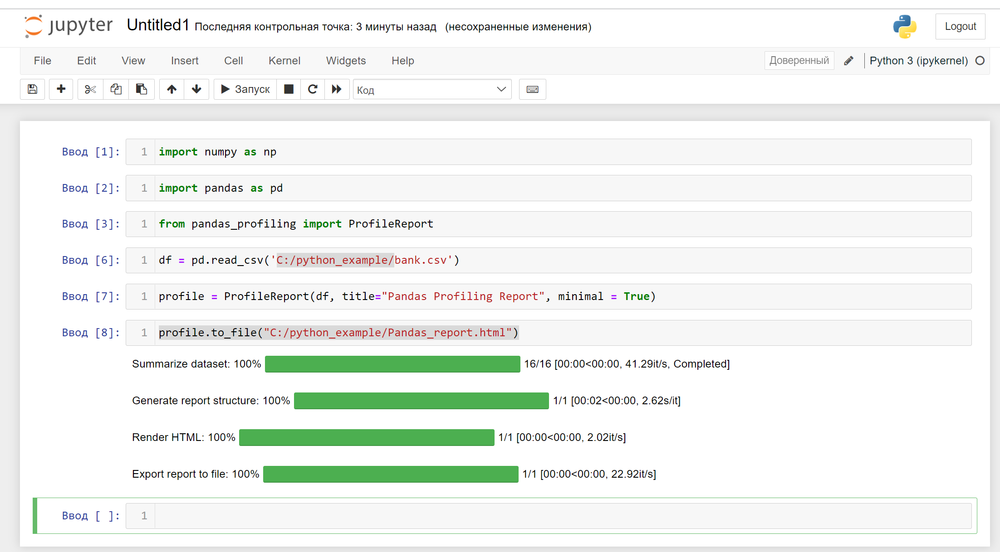 jupyter Untitled1 Последняя контрольная точка: 3 минуты назад (несохраненные изменения) Logout
File Edit View Insert Cell Kernel Widgets Help Доверенный Python 3 (ipykernel)
Запуск Код
Ввод [1]: 1 import numpy as np
Ввод [2]: 1 import pandas as pd
Ввод [3]: 1 from pandas_profiling import ProfileReport
Ввод [6]: 1 df = pd.read_csv('C:/python_example/bank.csv')
Ввод [7]: 1 profile = ProfileReport(df, title="Pandas Profiling Report", minimal = True)
Ввод [8]: 1 profile.to_file("C:/python_example/Pandas_report.html")
Summarize dataset: 100% 16/16 [00:00<00:00, 41.29it/s, Completed]
Generate report structure: 100% 1/1 [00:02<00:00, 2.62s/it]
Render HTML: 100% 1/1 [00:00<00:00, 2.02it/s]
Export report to file: 100% 1/1 [00:00<00:00, 22.92it/s]
Ввод [ ]: 1